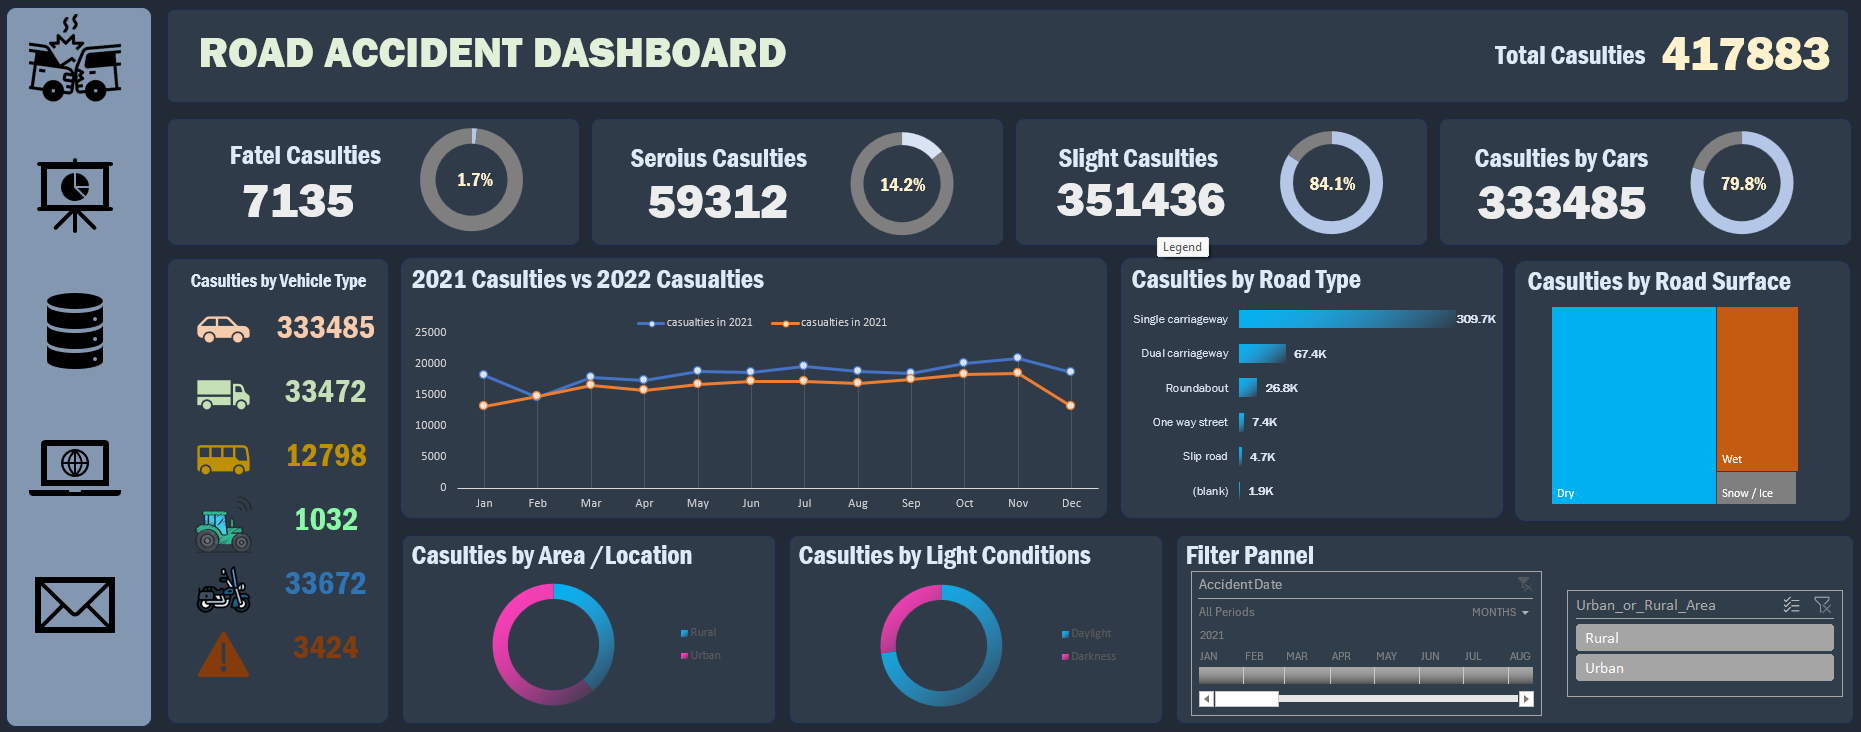 ROAD ACCIDENT DASHBOARD
Total Casulties 417883
Fatel Casulties
7135
1.7%
Seroius Casulties
59312
14.2%
Slight Casulties
351436
84.1%
Casulties by Cars
333485
79.8%
Legend
Casulties by Vehicle Type
333485
33472
12798
1032
33672
3424
2021 Casulties vs 2022 Casualties
casualties in 2021
casualties in 2021
25000
20000
15000
10000
5000
0
Jan Feb Mar Apr May Jun Jul Aug Sep Oct Nov Dec
Casulties by Road Type
Single carriageway 309.7K
Dual carriageway 67.4K
Roundabout 26.8K
One way street 7.4K
Slip road 4.7K
(blank) 1.9K
Casulties by Road Surface
Dry
Wet
Snow / Ice
Casulties by Area /Location
Rural
Urban
Casulties by Light Conditions
Daylight
Darkness
Filter Pannel
AccidentDate
All Periods MONTHS
2021
JAN FEB MAR APR MAY JUN JUL AUG
Urban_or_Rural_Area
Rural
Urban